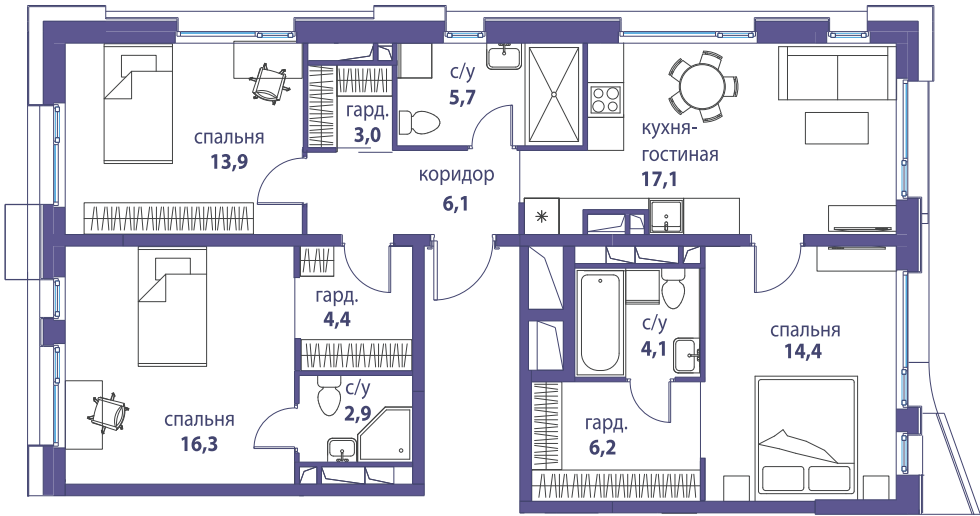 спальня
13,9
гард.
3,0
с/у
5,7
коридор
6,1
кухня-
гостиная
17,1
гард.
4,4
с/у
4,1
спальня
14,4
спальня
16,3
с/у
2,9
гард.
6,2